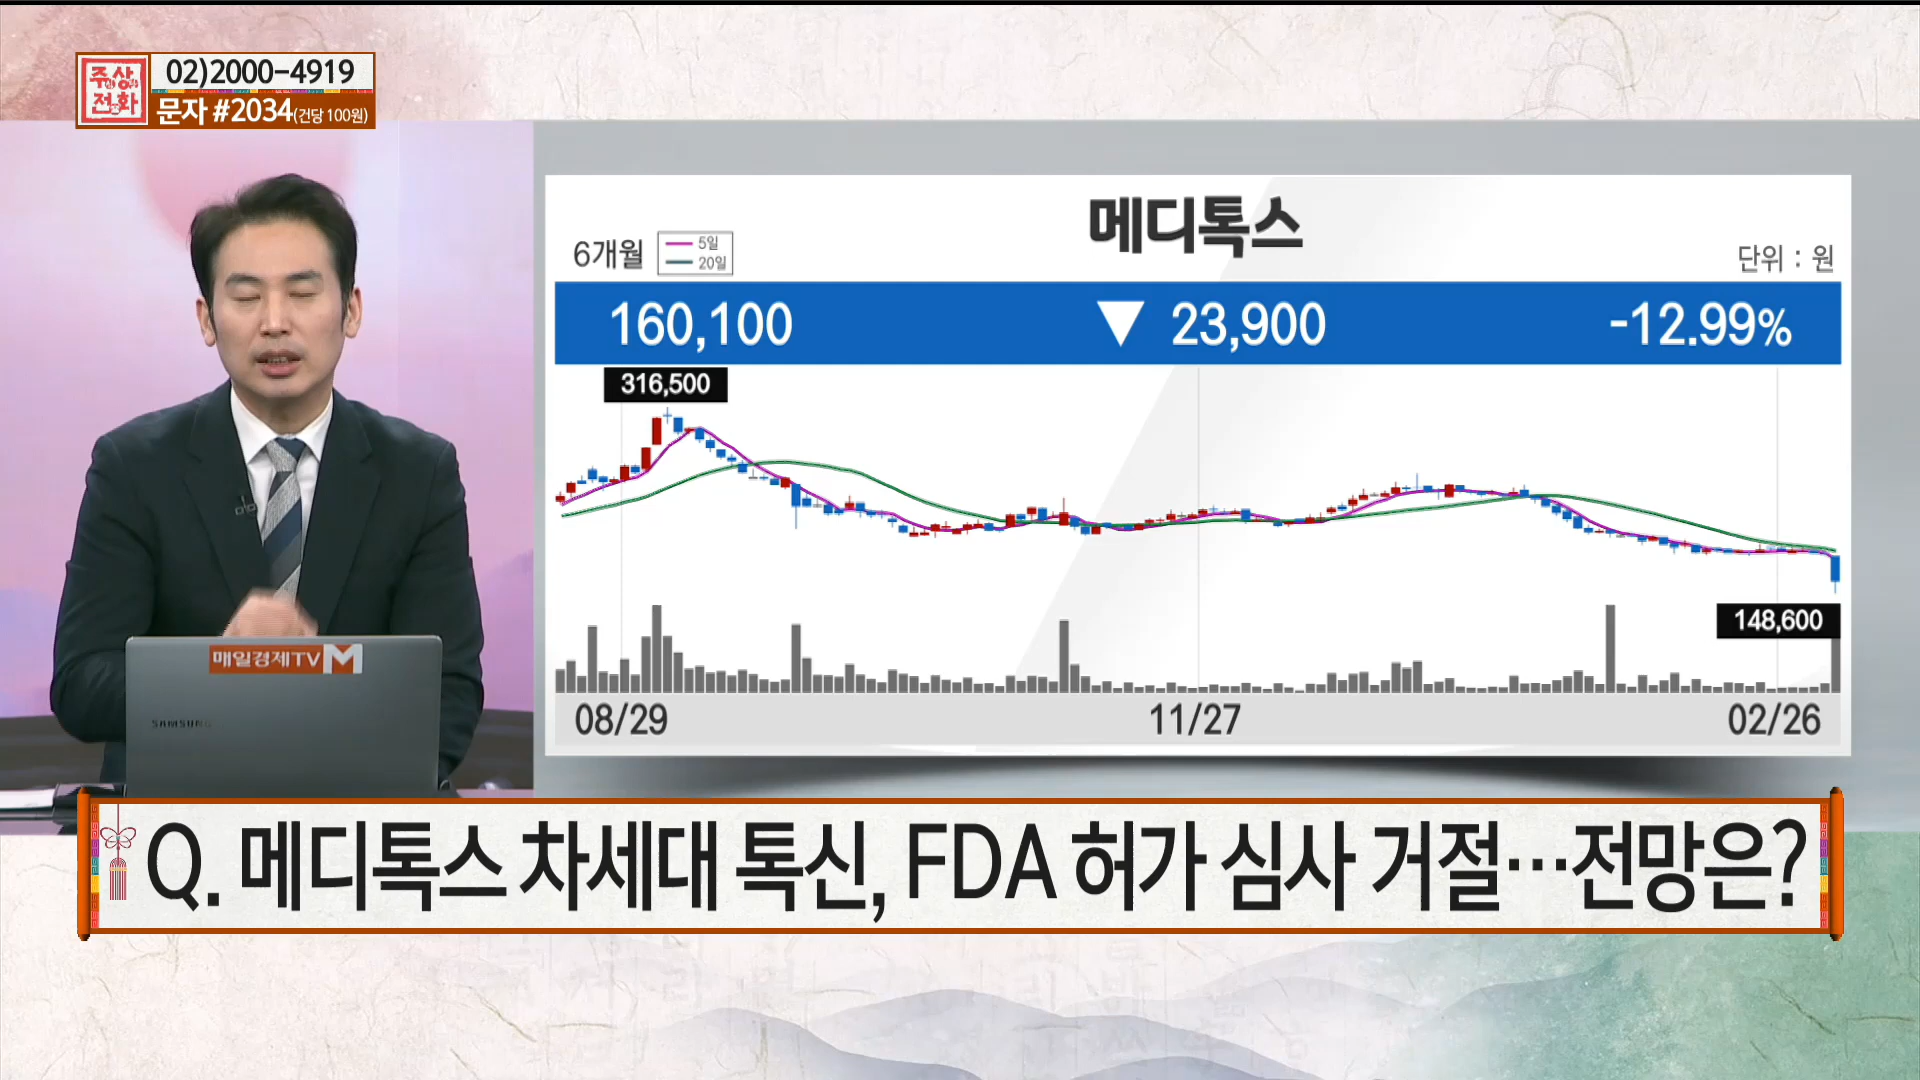 주상
전화
02)2000-4919
문자 #2034(건당 100원)
메디톡스
6개월
5일
20일
단위 : 원
160,100 ▼ 23,900 -12.99%
316,500
148,600
08/29 11/27 02/26
매일경제TV M
SAMSUNG
Q. 메디톡스 차세대 톡신, FDA 허가 심사 거절…전망은?